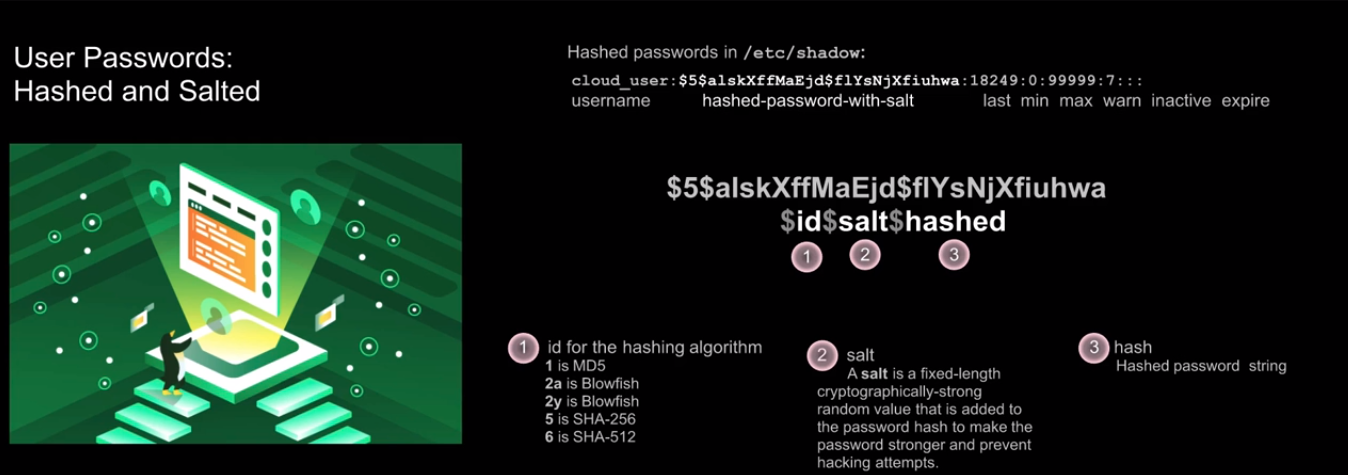 User Passwords:
Hashed and Salted
Hashed passwords in /etc/shadow:
cloud_user:$5$alskXffMaEjd$flYsNjXfiuhwa:18249:0:99999:7:::
username hashed-password-with-salt last min max warn inactive expire
$5$alskXffMaEjd$flYsNjXfiuhwa
$id$salt$hashed
1 2 3
1 id for the hashing algorithm
1 is MD5
2a is Blowfish
2y is Blowfish
5 is SHA-256
6 is SHA-512
2 salt
A salt is a fixed-length
cryptographically-strong
random value that is added to
the password hash to make the
password stronger and prevent
hacking attempts.
3 hash
Hashed password string